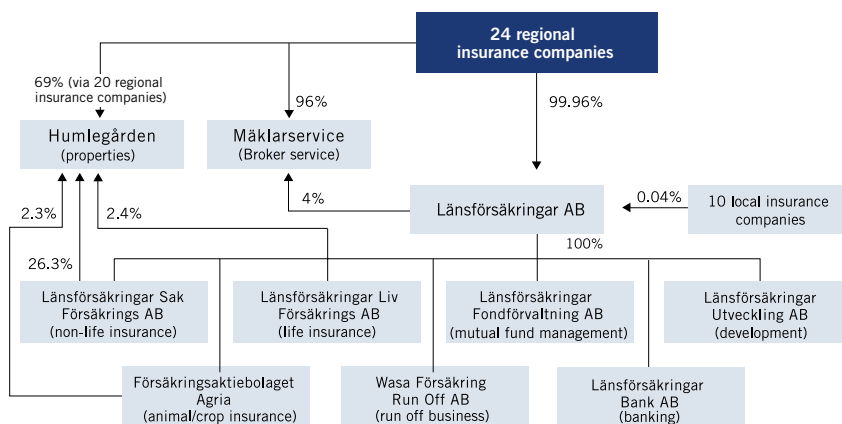 24 regional
insurance companies
69% (via 20 regional
insurance companies)
96%
99.96%
Humlegården
(properties)
Mäklarservice
(Broker service)
2.3%
2.4%
4%
Länsförsäkringar AB
0.04%
10 local insurance
companies
26.3%
100%
Länsförsäkringar Sak
Försäkrings AB
(non-life insurance)
Länsförsäkringar Liv
Försäkrings AB
(life insurance)
Länsförsäkringar
Fondförvaltning AB
(mutual fund management)
Länsförsäkringar
Utveckling AB
(development)
Försäkringsaktiebolaget
Agria
(animal/crop insurance)
Wasa Försäkring
Run Off AB
(run off business)
Länsförsäkringar
Bank AB
(banking)